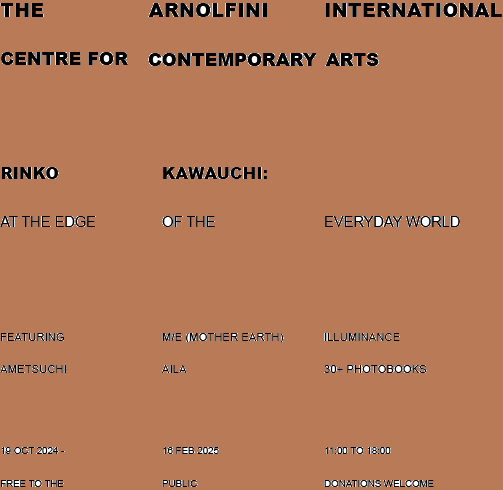 THE ARNOLFINI INTERNATIONAL
CENTRE FOR CONTEMPORARY ARTS
RINKO KAWAUCHI:
AT THE EDGE OF THE EVERYDAY WORLD
FEATURING M/E (MOTHER EARTH) ILLUMINANCE
AMETSUCHI AILA 30+ PHOTOBOOKS
19 OCT 2024 - 16 FEB 2025 11:00 TO 18:00
FREE TO THE PUBLIC DONATIONS WELCOME